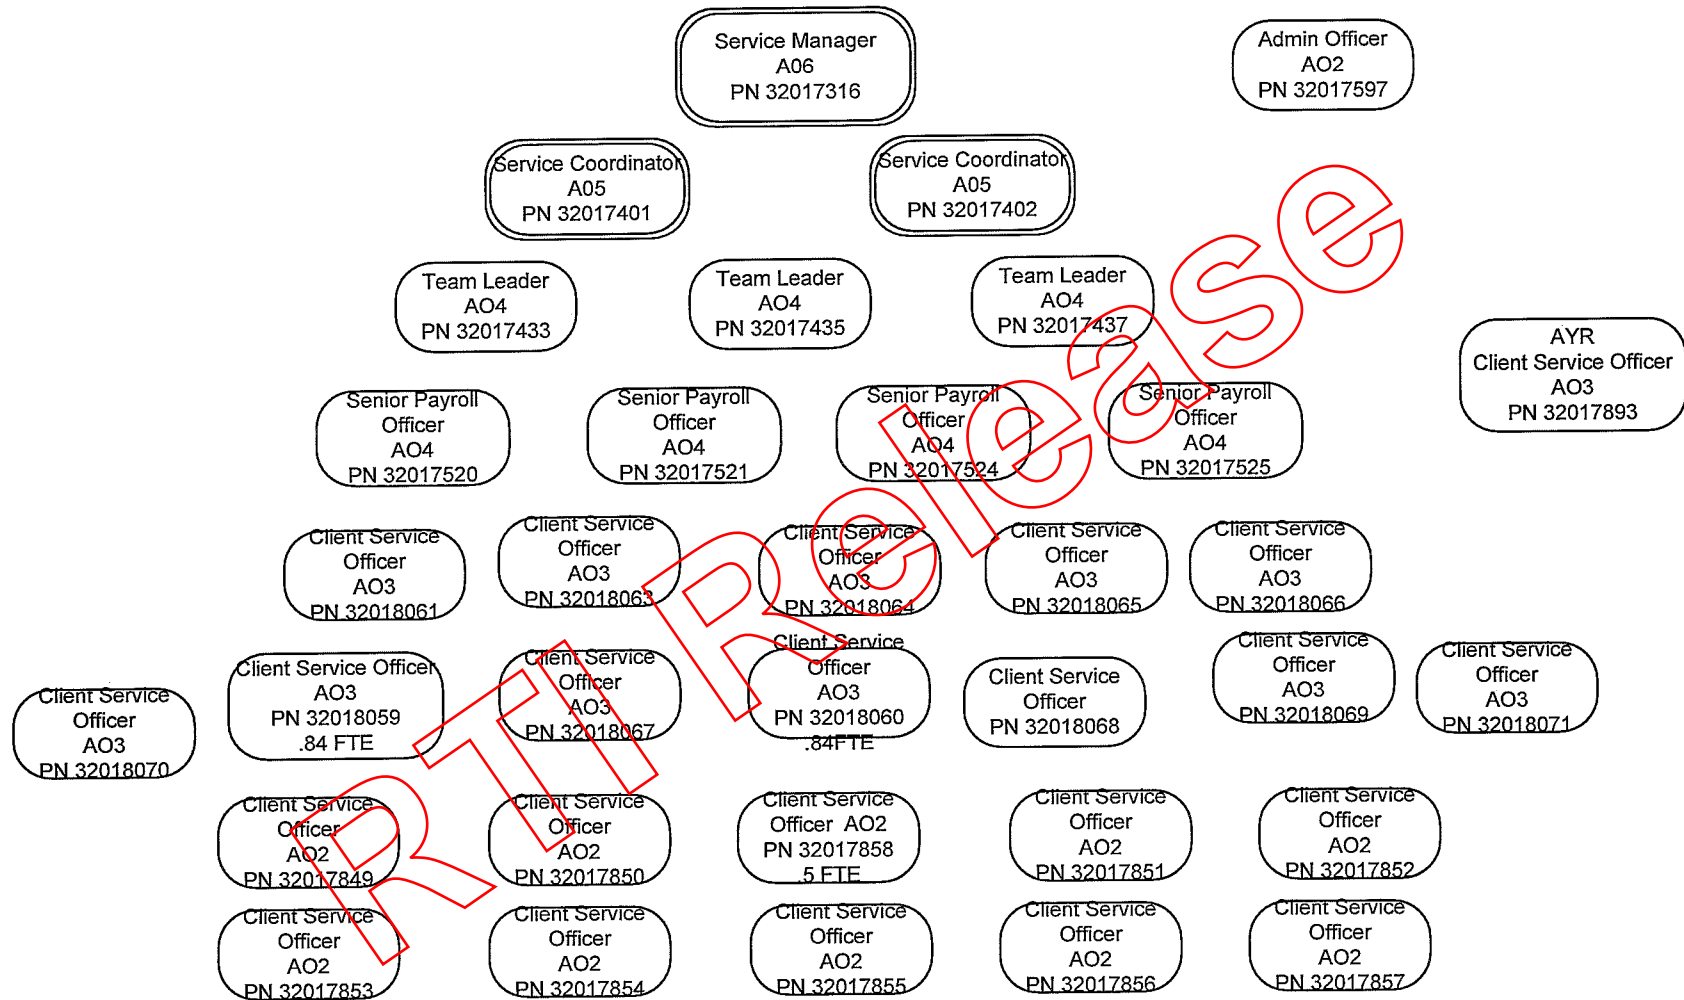 Service Manager
A06
PN 32017316
Admin Officer
AO2
PN 32017597
Service Coordinator
A05
PN 32017401
Service Coordinator
A05
PN 32017402
Team Leader
AO4
PN 32017433
Team Leader
AO4
PN 32017435
Team Leader
AO4
PN 32017437
AYR
Client Service Officer
AO3
PN 32017893
Senior Payroll
Officer
AO4
PN 32017520
Senior Payroll
Officer
AO4
PN 32017521
Senior Payroll
Officer
AO4
PN 32017524
Senior Payroll
Officer
AO4
PN 32017525
Client Service
Officer
AO3
PN 32018061
Client Service
Officer
AO3
PN 32018063
Client Service
Officer
AO3
PN 32018064
Client Service
Officer
AO3
PN 32018065
Client Service
Officer
AO3
PN 32018066
Client Service
Officer
AO3
PN 32018070
Client Service Officer
AO3
PN 32018059
.84 FTE
Client Service
Officer
AO3
PN 32018067
Client Service
Officer
AO3
PN 32018060
.84FTE
Client Service
Officer
PN 32018068
Client Service
Officer
AO3
PN 32018069
Client Service
Officer
AO3
PN 32018071
Client Service
Officer
AO2
PN 32017849
Client Service
Officer
AO2
PN 32017850
Client Service
Officer AO2
PN 32017858
.5 FTE
Client Service
Officer
AO2
PN 32017851
Client Service
Officer
AO2
PN 32017852
Client Service
Officer
AO2
PN 32017853
Client Service
Officer
AO2
PN 32017854
Client Service
Officer
AO2
PN 32017855
Client Service
Officer
AO2
PN 32017856
Client Service
Officer
AO2
PN 32017857
RTI Release